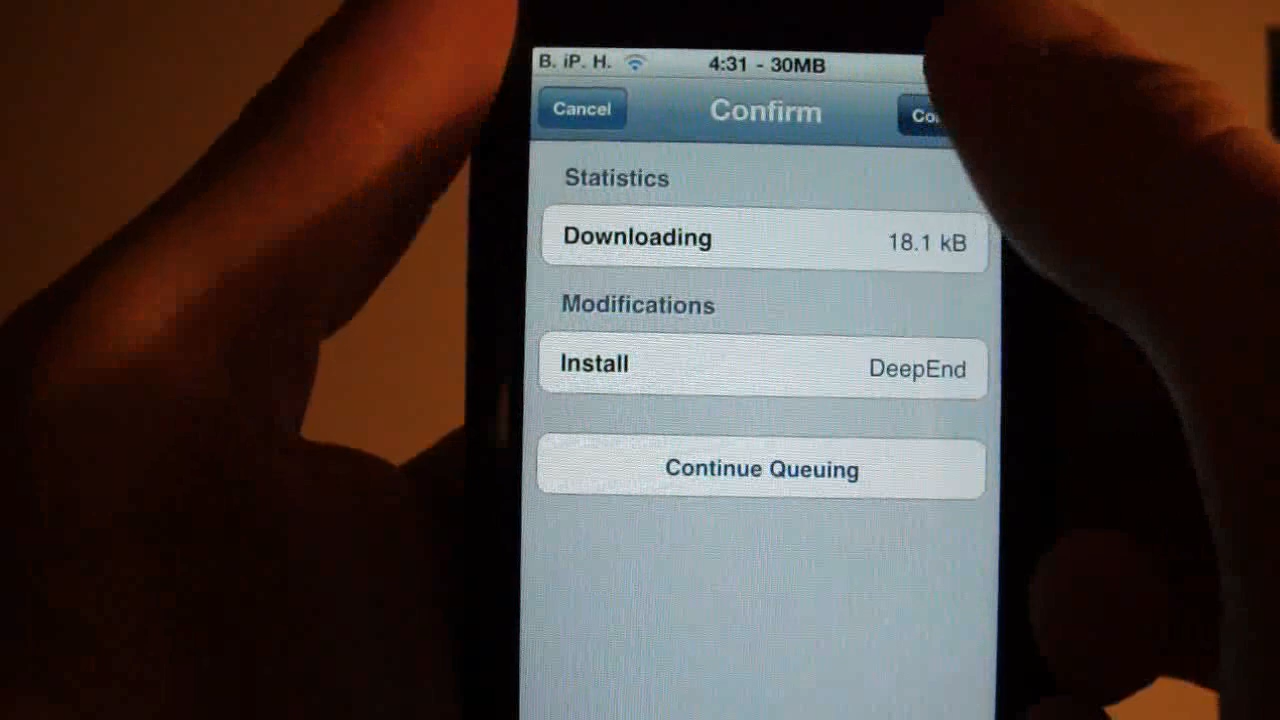 B. iP. H. 4:31 - 30MB
Cancel Confirm
Statistics
Downloading 18.1 kB
Modifications
Install DeepEnd
Continue Queuing